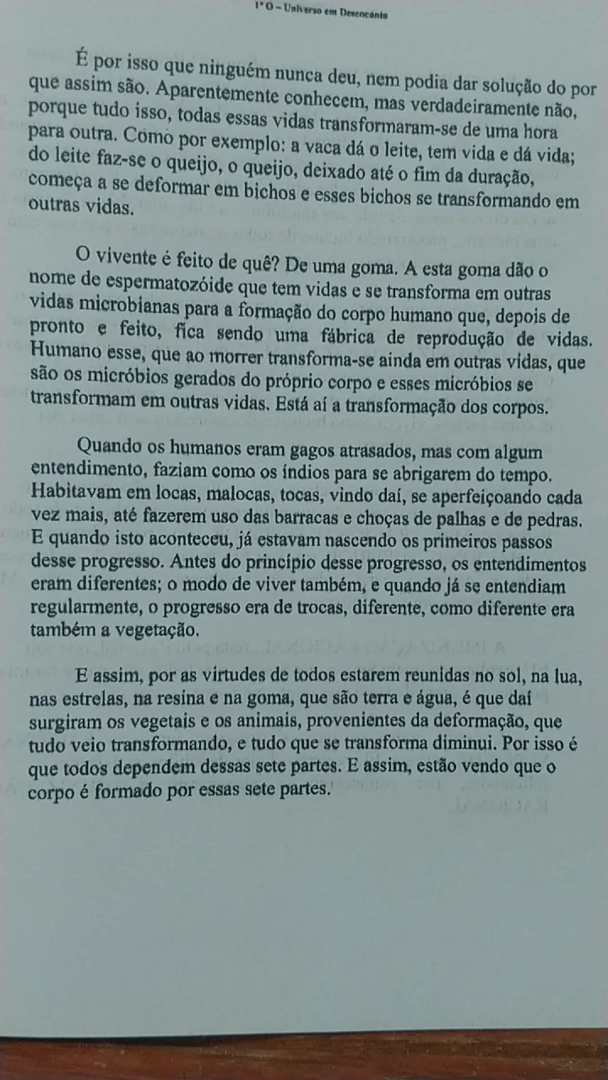 1º O – Universo em Desencanto
É por isso que ninguém nunca deu, nem podia dar solução do por
que assim são. Aparentemente conhecem, mas verdadeiramente não,
porque tudo isso, todas essas vidas transformaram-se de uma hora
para outra. Como por exemplo: a vaca dá o leite, tem vida e dá vida;
do leite faz-se o queijo, o queijo, deixado até o fim da duração,
começa a se deformar em bichos e esses bichos se transformando em
outras vidas.
O vivente é feito de quê? De uma goma. A esta goma dão o
nome de espermatozóide que tem vidas e se transforma em outras
vidas microbianas para a formação do corpo humano que, depois de
pronto e feito, fica sendo uma fábrica de reprodução de vidas.
Humano esse, que ao morrer transforma-se ainda em outras vidas, que
são os micróbios gerados do próprio corpo e esses micróbios se
transformam em outras vidas. Está aí a transformação dos corpos.
Quando os humanos eram gagos atrasados, mas com algum
entendimento, faziam como os índios para se abrigarem do tempo.
Habitavam em locas, malocas, tocas, vindo daí, se aperfeiçoando cada
vez mais, até fazerem uso das barracas e choças de palhas e de pedras.
E quando isto aconteceu, já estavam nascendo os primeiros passos
desse progresso. Antes do princípio desse progresso, os entendimentos
eram diferentes; o modo de viver também, e quando já se entendiam
regularmente, o progresso era de trocas, diferente, como diferente era
também a vegetação.
E assim, por as virtudes de todos estarem reunidas no sol, na lua,
nas estrelas, na resina e na goma, que são terra e água, é que daí
surgiram os vegetais e os animais, provenientes da deformação, que
tudo veio transformando, e tudo que se transforma diminui. Por isso é
que todos dependem dessas sete partes. E assim, estão vendo que o
corpo é formado por essas sete partes.